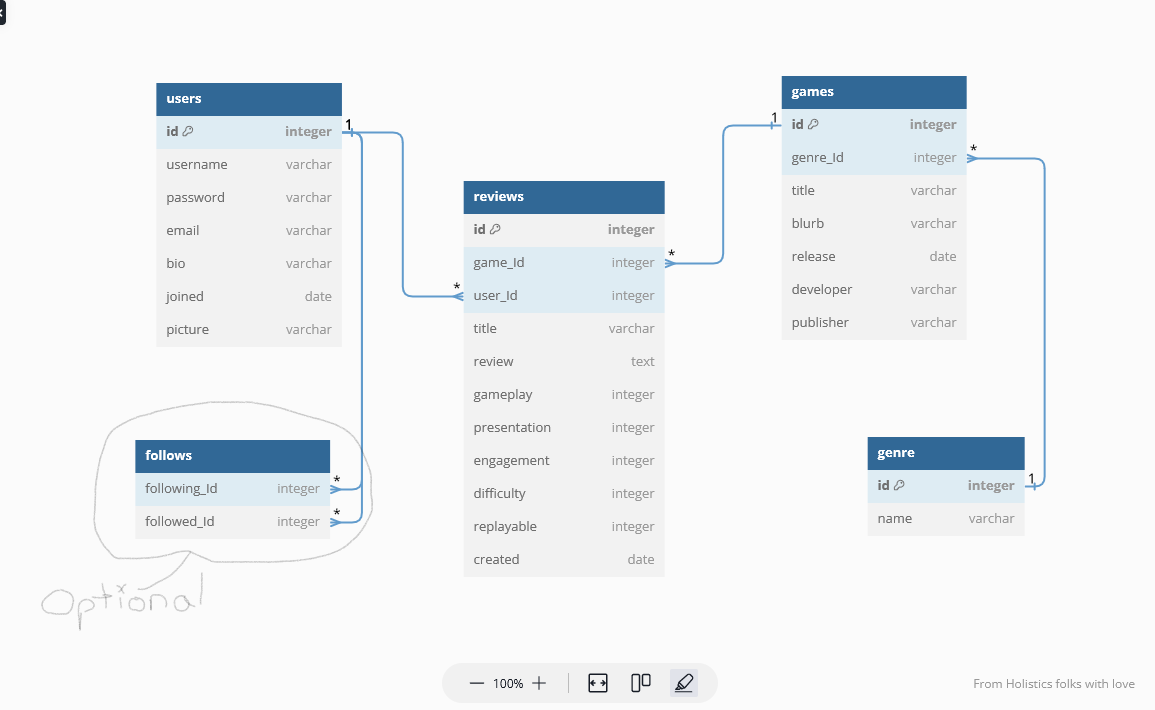 users
id integer
username varchar
password varchar
email varchar
bio varchar
joined date
picture varchar
1
*
follows
following_Id integer
followed_Id integer
*
*
Optional
reviews
id integer
game_Id integer
user_Id integer
title varchar
review text
gameplay integer
presentation integer
engagement integer
difficulty integer
replayable integer
created date
*
1
games
id integer
genre_Id integer
title varchar
blurb varchar
release date
developer varchar
publisher varchar
*
genre
id integer
name varchar
1
100%
From Holistics folks with love